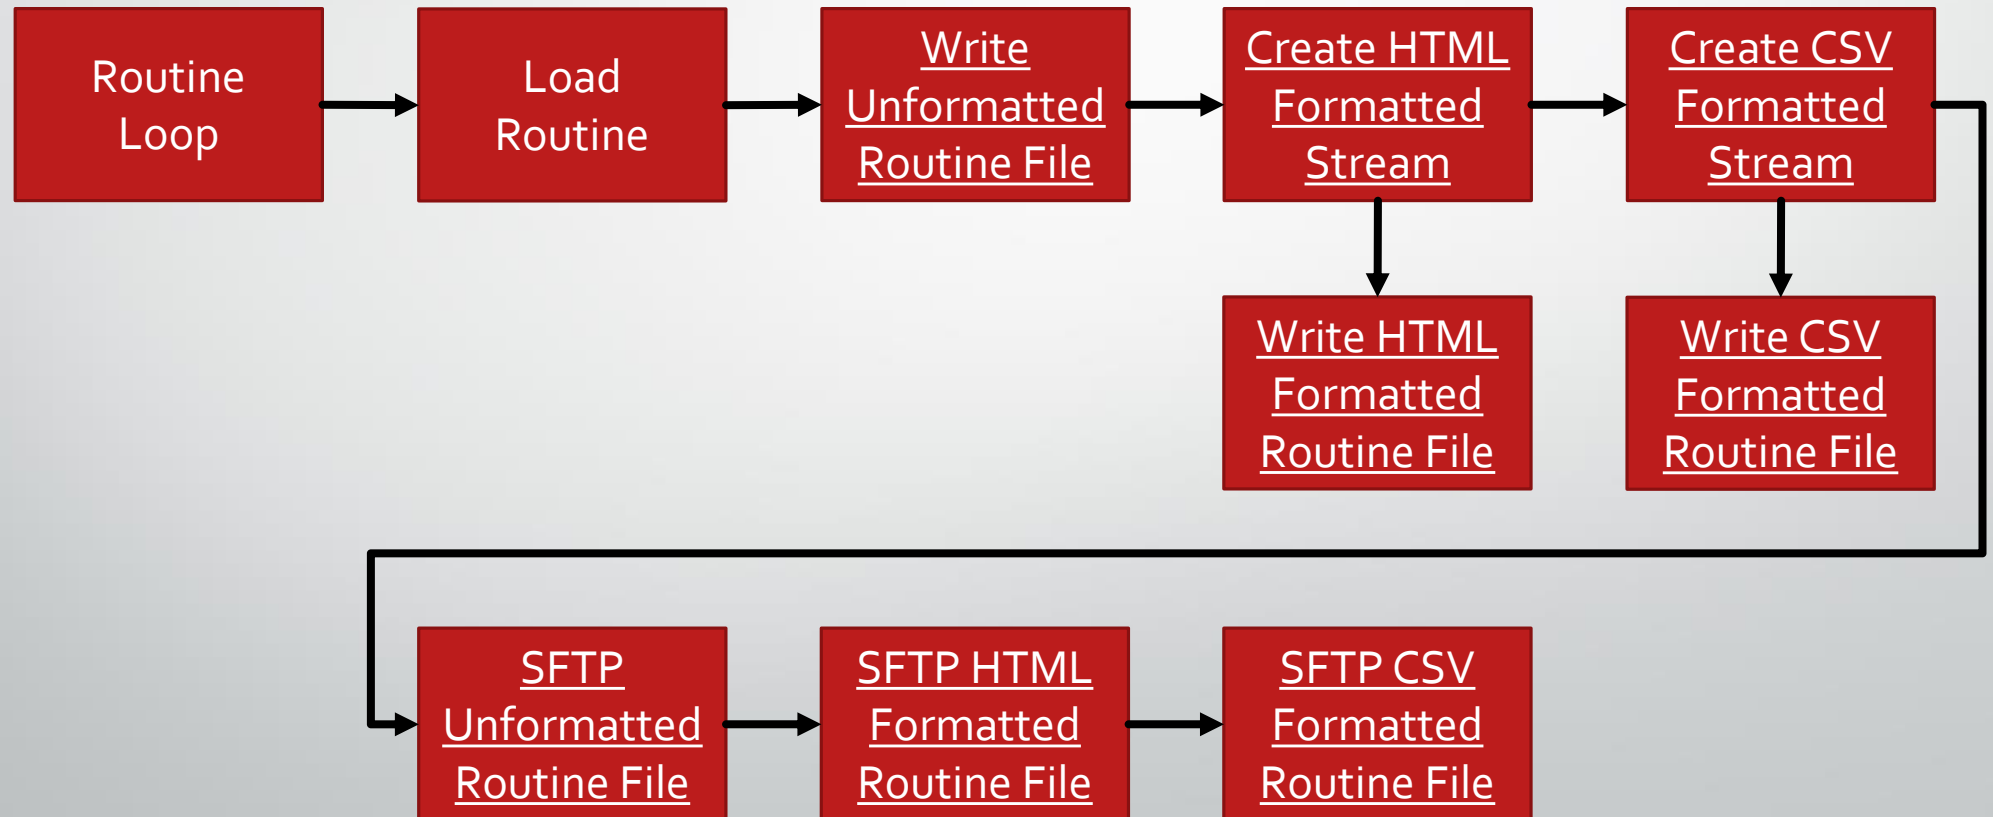 Routine
Loop
Load
Routine
Write
Unformatted
Routine File
Create HTML
Formatted
Stream
Create CSV
Formatted
Stream
Write HTML
Formatted
Routine File
Write CSV
Formatted
Routine File
SFTP
Unformatted
Routine File
SFTP HTML
Formatted
Routine File
SFTP CSV
Formatted
Routine File